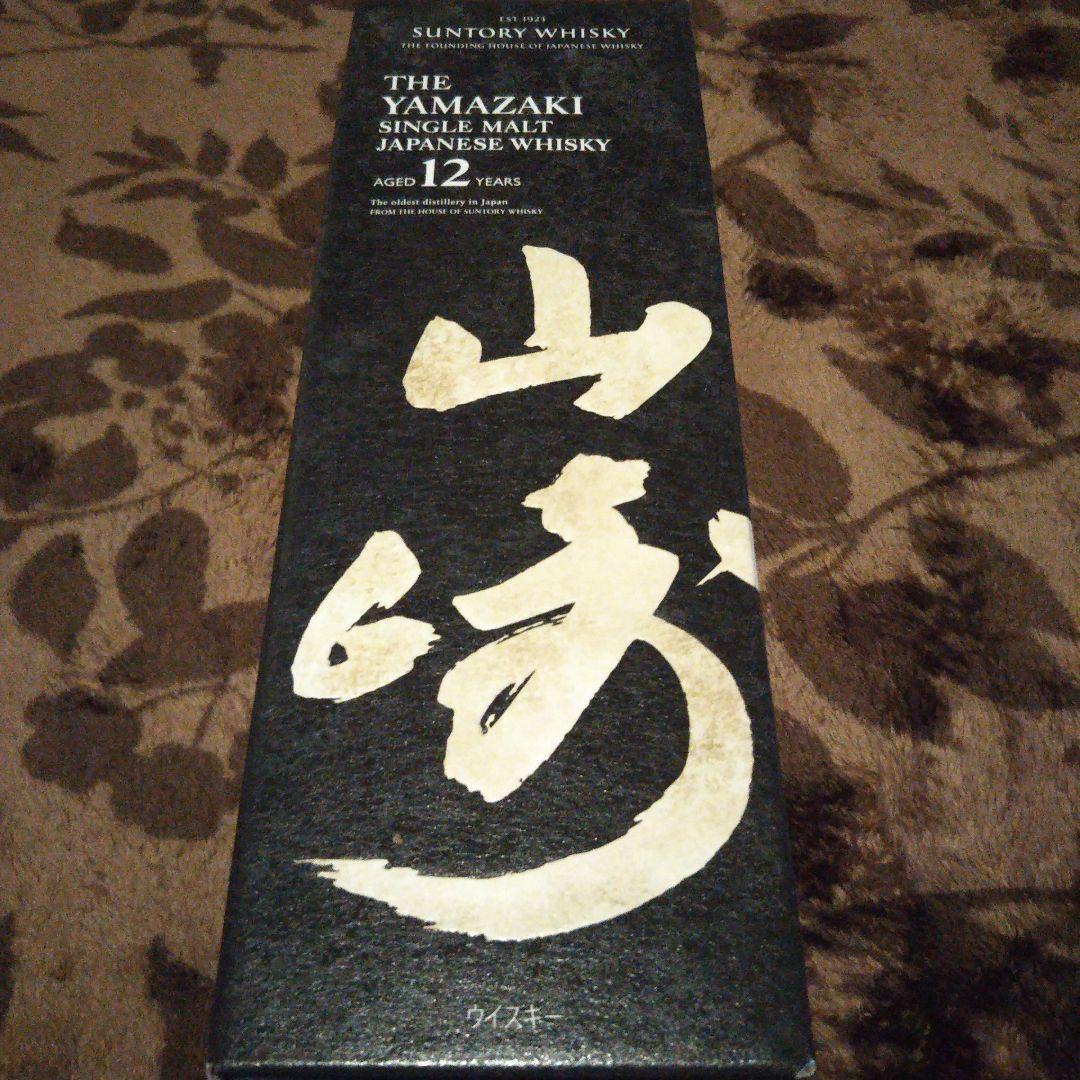 EST. 1923
SUNTORY WHISKY
THE FOUNDING HOUSE OF JAPANESE WHISKY
THE
YAMAZAKI
SINGLE MALT
JAPANESE WHISKY
AGED 12 YEARS
The oldest distillery in Japan
FROM THE HOUSE OF SUNTORY WHISKY
山
崎
ウイスキー